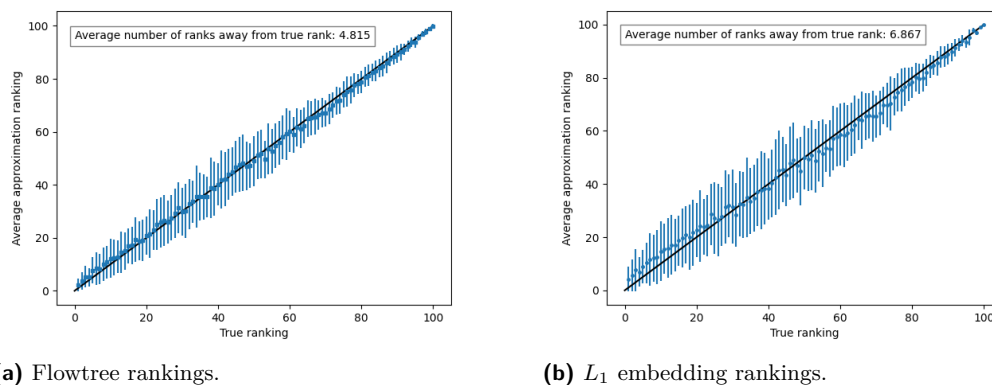 Average number of ranks away from true rank: 4.815
Average approximation ranking
100
80
60
40
20
0
0 20 40 60 80 100
True ranking
Average number of ranks away from true rank: 6.867
Average approximation ranking
100
80
60
40
20
0
0 20 40 60 80 100
True ranking
a) Flowtree rankings.
(b) L₁ embedding rankings.